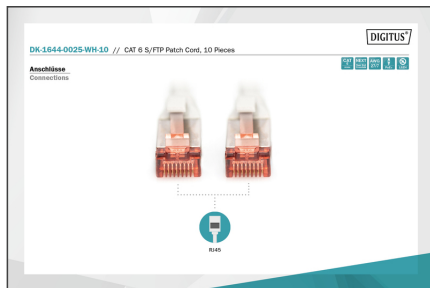 DIGITUS®
DK-1644-0025-WH-10 // CAT 6 S/FTP Patch Cord, 10 Pieces
Anschlüsse
Connections
RJ45